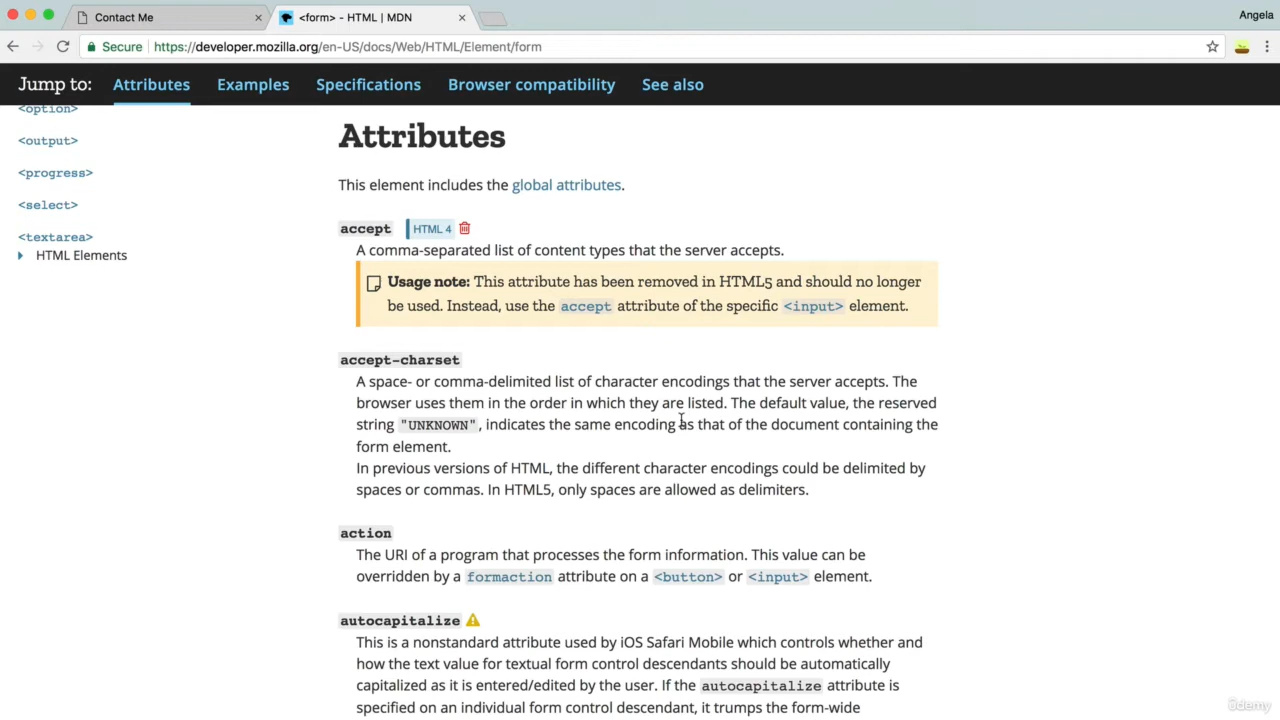 Contact Me
<form> - HTML | MDN
Angela
Secure
https://developer.mozilla.org/en-US/docs/Web/HTML/Element/form
Jump to: Attributes Examples Specifications Browser compatibility See also
<option>
<output>
<progress>
<select>
<textarea>
HTML Elements
Attributes
This element includes the global attributes.
accept HTML 4
A comma-separated list of content types that the server accepts.
Usage note: This attribute has been removed in HTML5 and should no longer
be used. Instead, use the accept attribute of the specific <input> element.
accept-charset
A space- or comma-delimited list of character encodings that the server accepts. The
browser uses them in the order in which they are listed. The default value, the reserved
string "UNKNOWN", indicates the same encoding as that of the document containing the
form element.
In previous versions of HTML, the different character encodings could be delimited by
spaces or commas. In HTML5, only spaces are allowed as delimiters.
action
The URI of a program that processes the form information. This value can be
overridden by a formaction attribute on a <button> or <input> element.
autocapitalize
This is a nonstandard attribute used by iOS Safari Mobile which controls whether and
how the text value for textual form control descendants should be automatically
capitalized as it is entered/edited by the user. If the autocapitalize attribute is
specified on an individual form control descendant, it trumps the form-wide
ûdemy